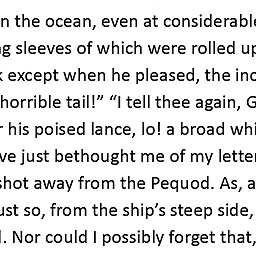 n the ocean, even at considerable
g sleeves of which were rolled up
except when he pleased, the in
horrible tail!” “I tell thee again, G
his poised lance, lo! a broad whi
ve just bethought me of my letter
shot away from the Pequod. As, a
ust so, from the ship’s steep side,
. Nor could I possibly forget that,